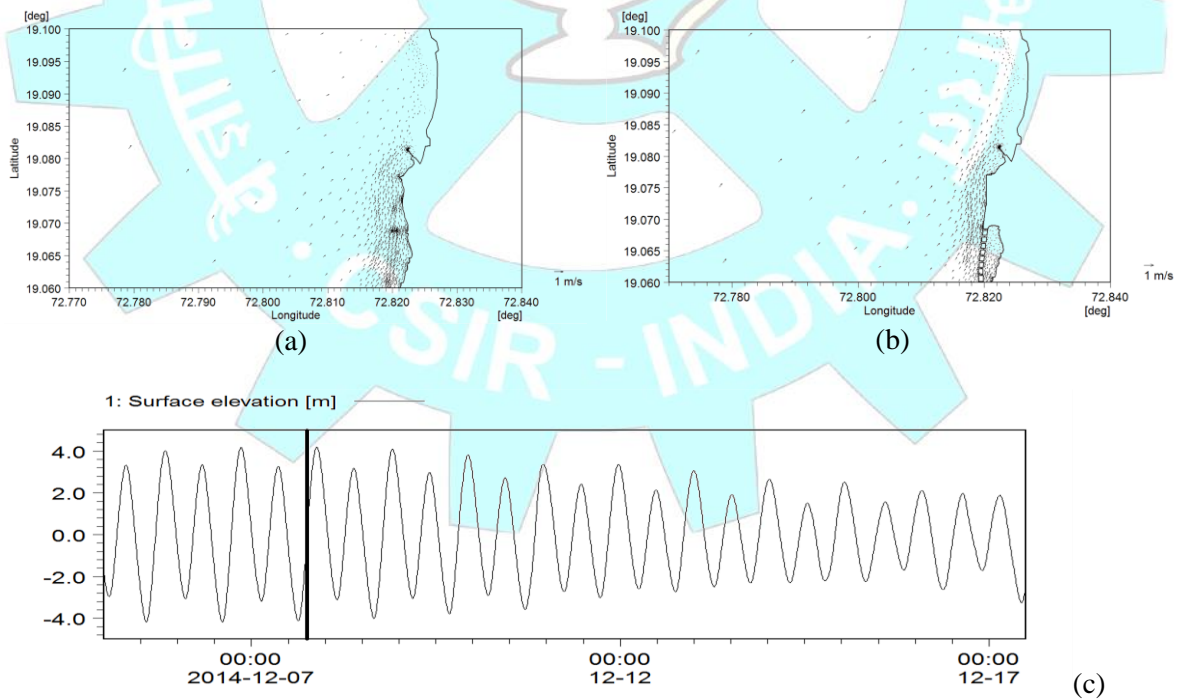 [deg]
19.100
19.095
19.090
19.085
19.080
19.075
19.070
19.065
19.060
Latitude
72.770 72.780 72.790 72.800 72.810 72.820 72.830 72.840
Longitude [deg]
1 m/s
(a)
[deg]
19.100
19.095
19.090
19.085
19.080
19.075
19.070
19.065
19.060
Latitude
72.780 72.800 72.820 72.840
Longitude [deg]
1 m/s
(b)
CSIR - INDIA
1: Surface elevation [m]
4.0
2.0
0.0
-2.0
-4.0
00:00 00:00 00:00
2014-12-07 12-12 12-17
(c)